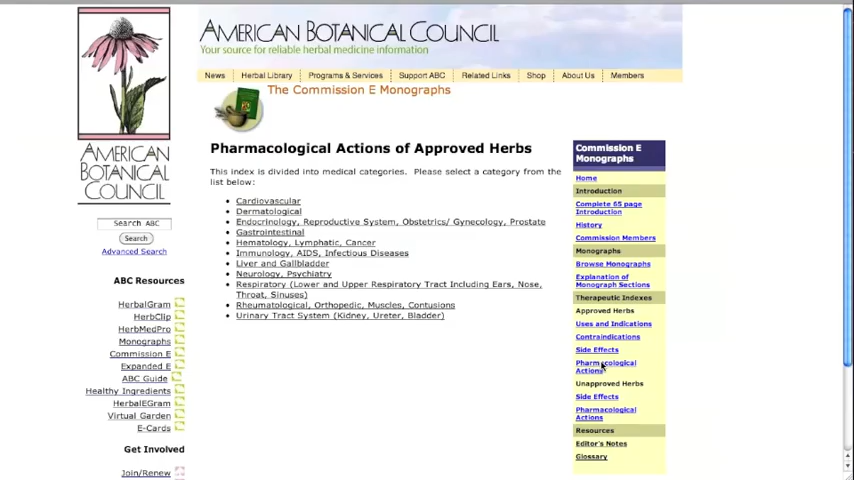 AMERICAN BOTANICAL COUNCIL
Your source for reliable herbal medicine information
News
Herbal Library
Programs & Services
Support ABC
Related Links
Shop
About Us
Members
The Commission E Monographs
AMERICAN
BOTANICAL
COUNCIL
Search ABC
Search
Advanced Search
ABC Resources
HerbalGram
HerbClip
HerbMedPro
Monographs
Commission E
Expanded E
ABC Guide
Healthy Ingredients
HerbalEGram
Virtual Garden
E-Cards
Get Involved
Join/Renew
Pharmacological Actions of Approved Herbs
This index is divided into medical categories. Please select a category from the
list below:
Cardiovascular
Dermatological
Endocrinology, Reproductive System, Obstetrics/ Gynecology, Prostate
Gastrointestinal
Hematology, Lymphatic, Cancer
Immunology, AIDS, Infectious Diseases
Liver and Gallbladder
Neurology, Psychiatry
Respiratory (Lower and Upper Respiratory Tract Including Ears, Nose,
Throat, Sinuses)
Rheumatological, Orthopedic, Muscles, Contusions
Urinary Tract System (Kidney, Ureter, Bladder)
Commission E
Monographs
Home
Introduction
Complete 65 page
Introduction
History
Commission Members
Monographs
Browse Monographs
Explanation of
Monograph Sections
Therapeutic Indexes
Approved Herbs
Uses and Indications
Contraindications
Side Effects
Pharmacological
Actions
Unapproved Herbs
Side Effects
Pharmacological
Actions
Resources
Editor's Notes
Glossary